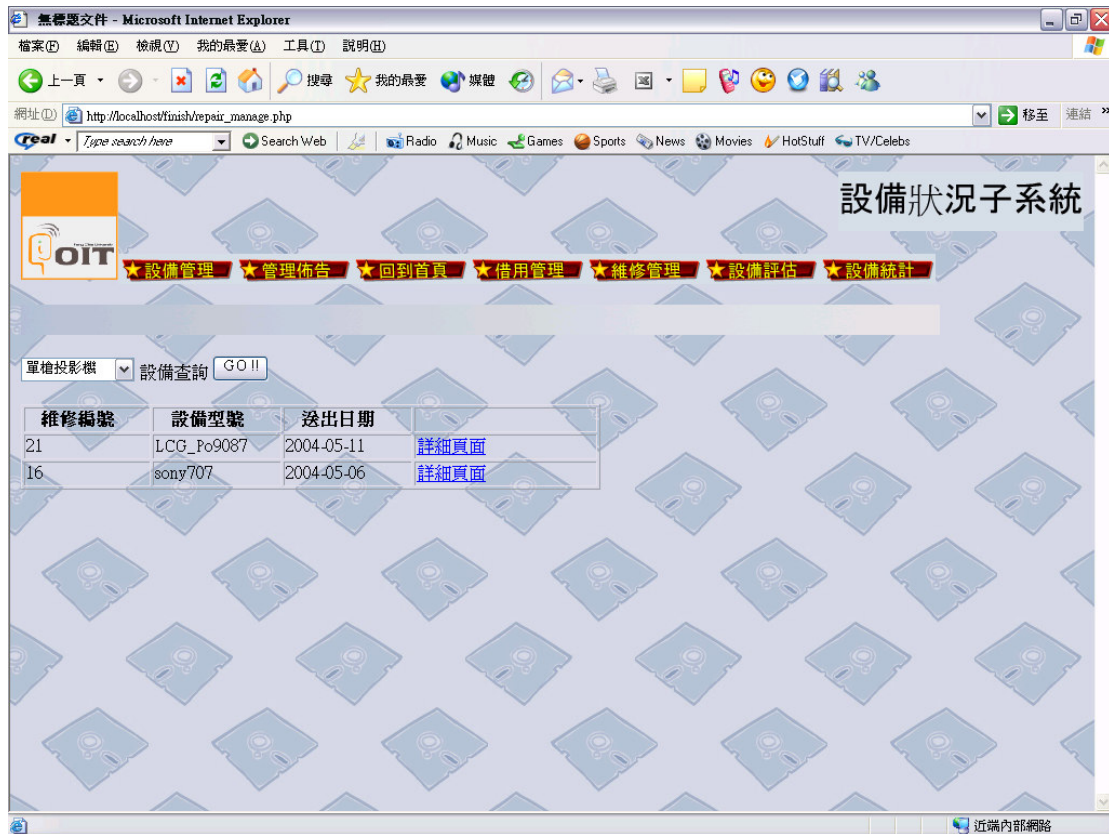 無標題文件 - Microsoft Internet Explorer
檔案(F) 編輯(E) 檢視(V) 我的最愛(A) 工具(T) 說明(H)
上一頁 搜尋 我的最愛 媒體
網址(D) http://localhost/finish/repair_manage.php 移至 連結 »
Real Type search here Search Web Radio Music Games Sports News Movies HotStuff TV/Celebs
設備狀況子系統
OIT
設備管理 管理佈告 回到首頁 借用管理 維修管理 設備評估 設備統計
單槍投影機 設備查詢 GO !!
維修編號 設備型號 送出日期
21 LCG_Po9087 2004-05-11 詳細頁面
16 sony707 2004-05-06 詳細頁面
近端內部網路